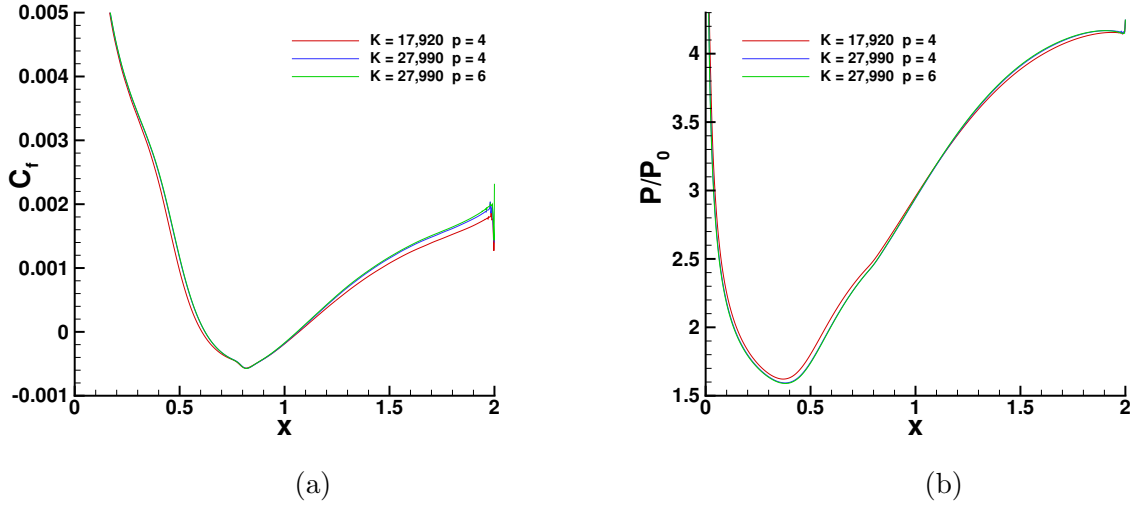 0.005
0.004
0.003
0.002
0.001
0
-0.001
C_f
K = 17,920 p = 4
K = 27,990 p = 4
K = 27,990 p = 6
0 0.5 1 1.5 2
x
(a)
4
3.5
3
2.5
2
1.5
P/P_0
K = 17,920 p = 4
K = 27,990 p = 4
K = 27,990 p = 6
0 0.5 1 1.5 2
x
(b)